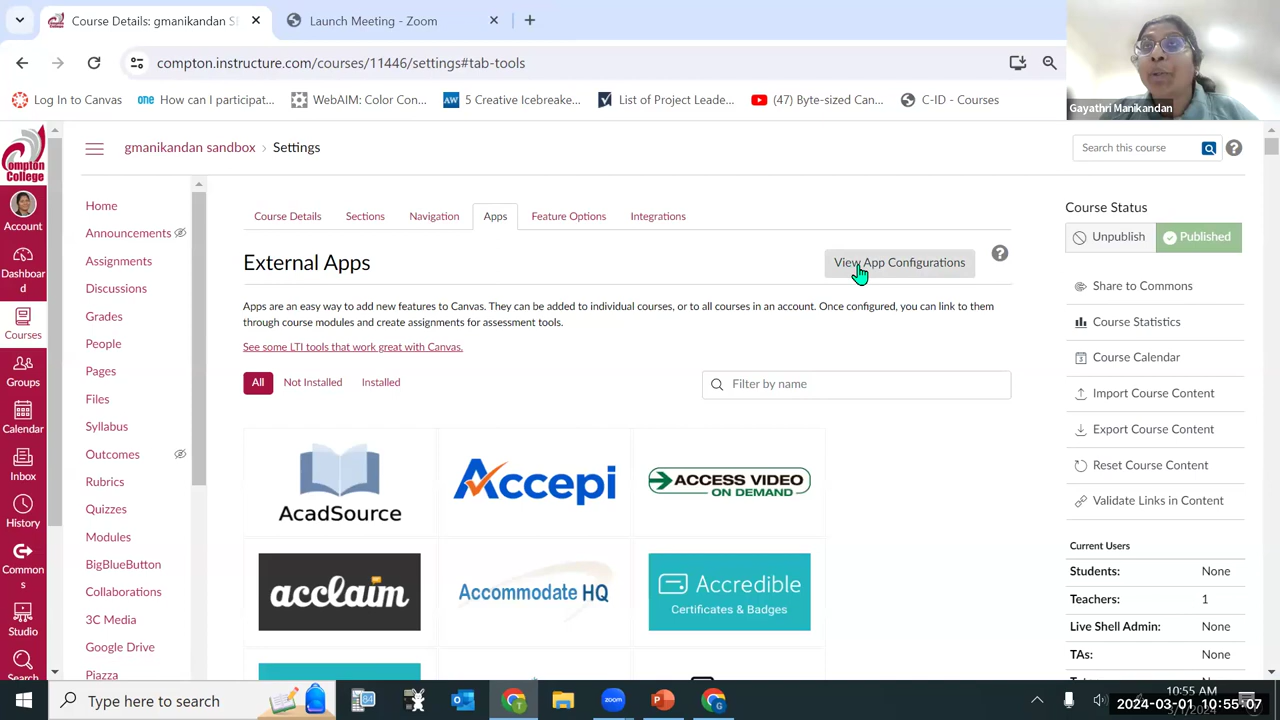 Course Details: gmanikandan S
Launch Meeting - Zoom
compton.instructure.com/courses/11446/settings#tab-tools
Log In to Canvas
one How can I participat...
WebAIM: Color Con...
AW 5 Creative Icebreake...
List of Project Leade...
(47) Byte-sized Can...
C-ID - Courses
Gayathri Manikandan
Compton College
Account
Dashboar
d
Courses
Groups
Calendar
Inbox
History
Common
s
Studio
Search
gmanikandan sandbox > Settings
Search this course
Home
Announcements
Assignments
Discussions
Grades
People
Pages
Files
Syllabus
Outcomes
Rubrics
Quizzes
Modules
BigBlueButton
Collaborations
3C Media
Google Drive
Piazza
Course Details
Sections
Navigation
Apps
Feature Options
Integrations
External Apps
View App Configurations
Apps are an easy way to add new features to Canvas. They can be added to individual courses, or to all courses in an account. Once configured, you can link to them
through course modules and create assignments for assessment tools.
See some LTI tools that work great with Canvas.
All
Not Installed
Installed
Filter by name
AcadSource
Accepi
ACCESS VIDEO
ON DEMAND
acclaim
Accommodate HQ
Accredible
Certificates & Badges
Course Status
Unpublish
Published
Share to Commons
Course Statistics
Course Calendar
Import Course Content
Export Course Content
Reset Course Content
Validate Links in Content
Current Users
Students: None
Teachers: 1
Live Shell Admin: None
TAs: None
Type here to search
zoom
10:55 AM
2024-03-01 10:55:07